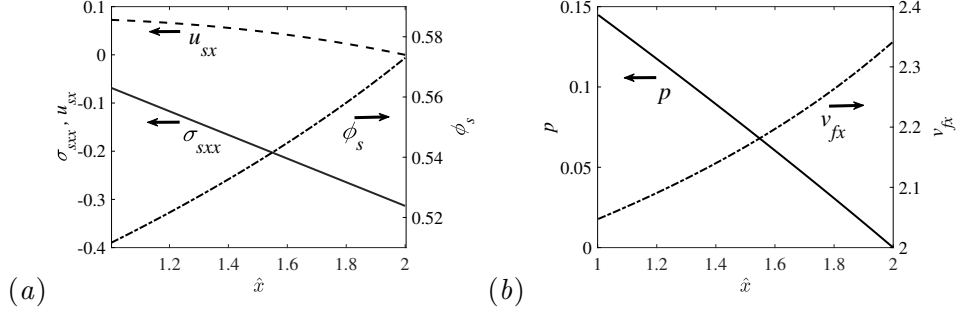 0.1
0
-0.1
-0.2
-0.3
-0.4
σ_sxx, u_sx
u_sx
σ_sxx
ϕ_s
0.58
0.56
0.54
0.52
ϕ_s
1.2 1.4 1.6 1.8 2
x̂
(a)
0.15
0.1
0.05
0
p
p
v_fx
2.4
2.3
2.2
2.1
2
v_fx
1 1.2 1.4 1.6 1.8 2
x̂
(b)